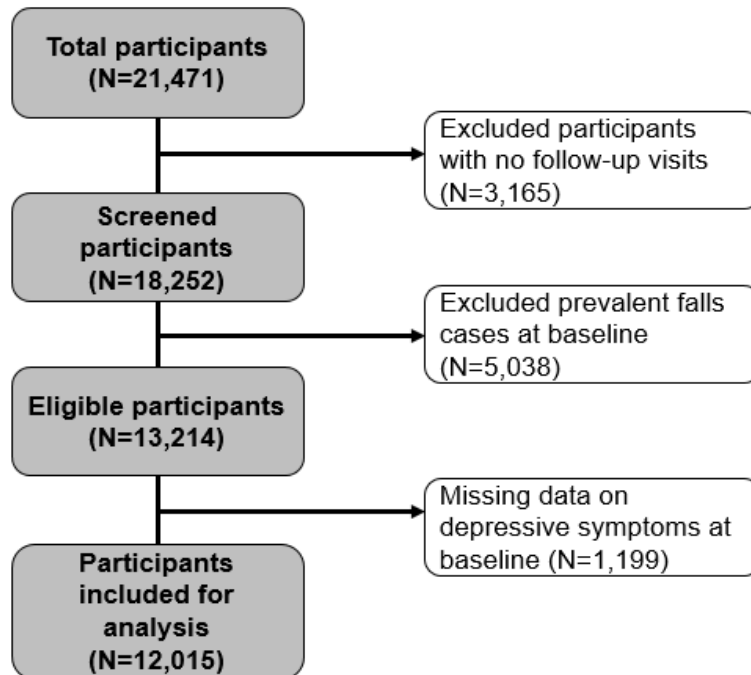 Total participants
(N=21,471)
Excluded participants
with no follow-up visits
(N=3,165)
Screened
participants
(N=18,252)
Excluded prevalent falls
cases at baseline
(N=5,038)
Eligible participants
(N=13,214)
Missing data on
depressive symptoms at
baseline (N=1,199)
Participants
included for
analysis
(N=12,015)